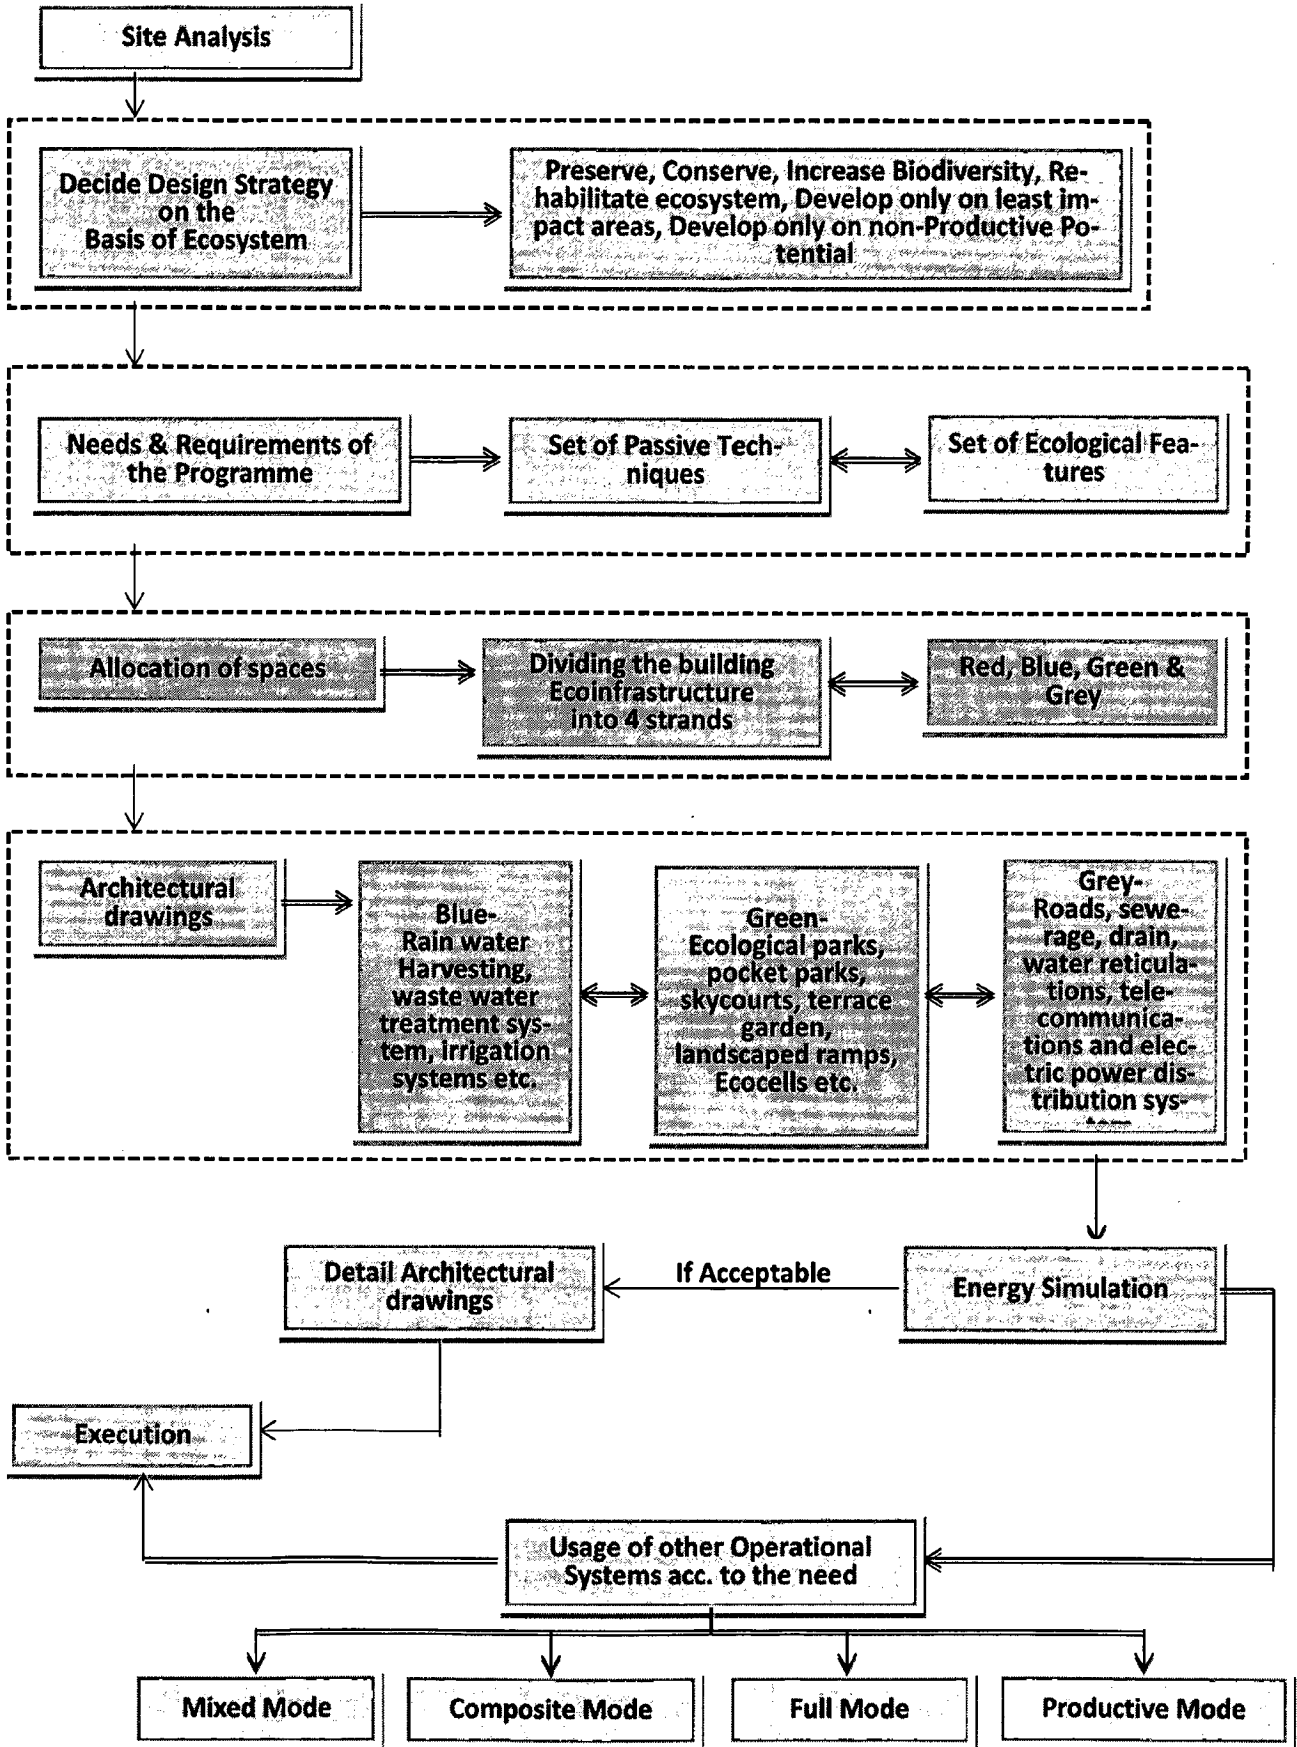 Site Analysis
Decide Design Strategy
on the
Basis of Ecosystem
Preserve, Conserve, Increase Biodiversity, Re-
habilitate ecosystem, Develop only on least im-
pact areas, Develop only on non-Productive Po-
tential
Needs & Requirements of
the Programme
Set of Passive Tech-
niques
Set of Ecological Fea-
tures
Allocation of spaces
Dividing the building
Ecoinfrastructure
into 4 strands
Red, Blue, Green &
Grey
Architectural
drawings
Blue-
Rain water
Harvesting,
waste water
treatment sys-
tem, irrigation
systems etc.
Green-
Ecological parks,
pocket parks,
skycourts, terrace
garden,
landscaped ramps,
Ecocells etc.
Grey-
Roads, sewe-
rage, drain,
water reticula-
tions, tele-
communica-
tions and elec-
tric power dis-
tribution sys-
Detail Architectural
drawings
If Acceptable
Energy Simulation
Execution
Usage of other Operational
Systems acc. to the need
Mixed Mode
Composite Mode
Full Mode
Productive Mode